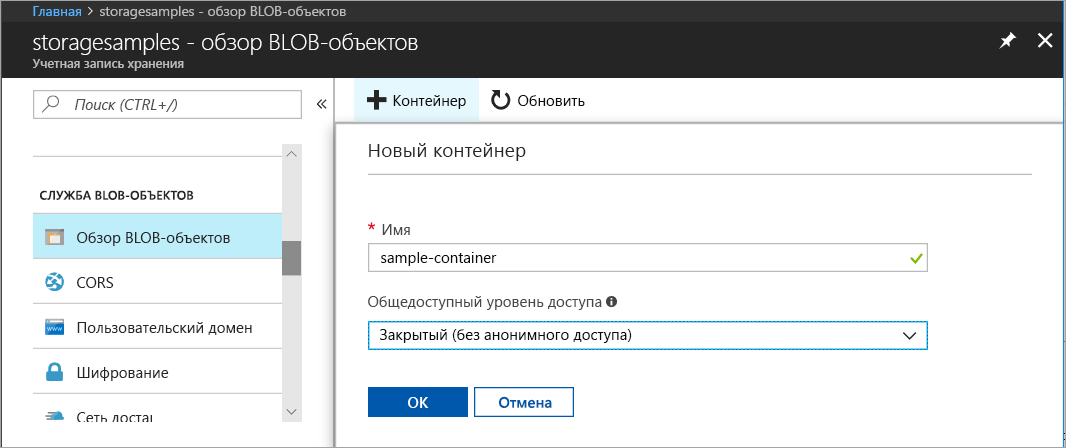 Главная > storagesamples - обзор BLOB-объектов
storagesamples - обзор BLOB-объектов
Учетная запись хранения
Поиск (CTRL+/)
«
СЛУЖБА BLOB-ОБЪЕКТОВ
Обзор BLOB-объектов
CORS
www
Пользовательский домен
Шифрование
Сеть
Контейнер
Обновить
Новый контейнер
* Имя
sample-container
Общедоступный уровень доступа
Закрытый (без анонимного доступа)
OK
Отмена